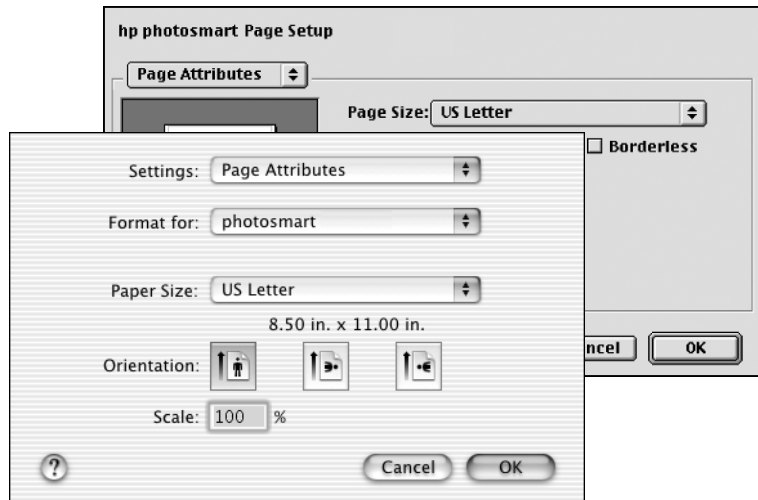 hp photosmart Page Setup
Page Attributes
Page Size: US Letter
Borderless
ncel
OK
Settings: Page Attributes
Format for: photosmart
Paper Size: US Letter
8.50 in. x 11.00 in.
Orientation:
Scale: 100 %
?
Cancel
OK